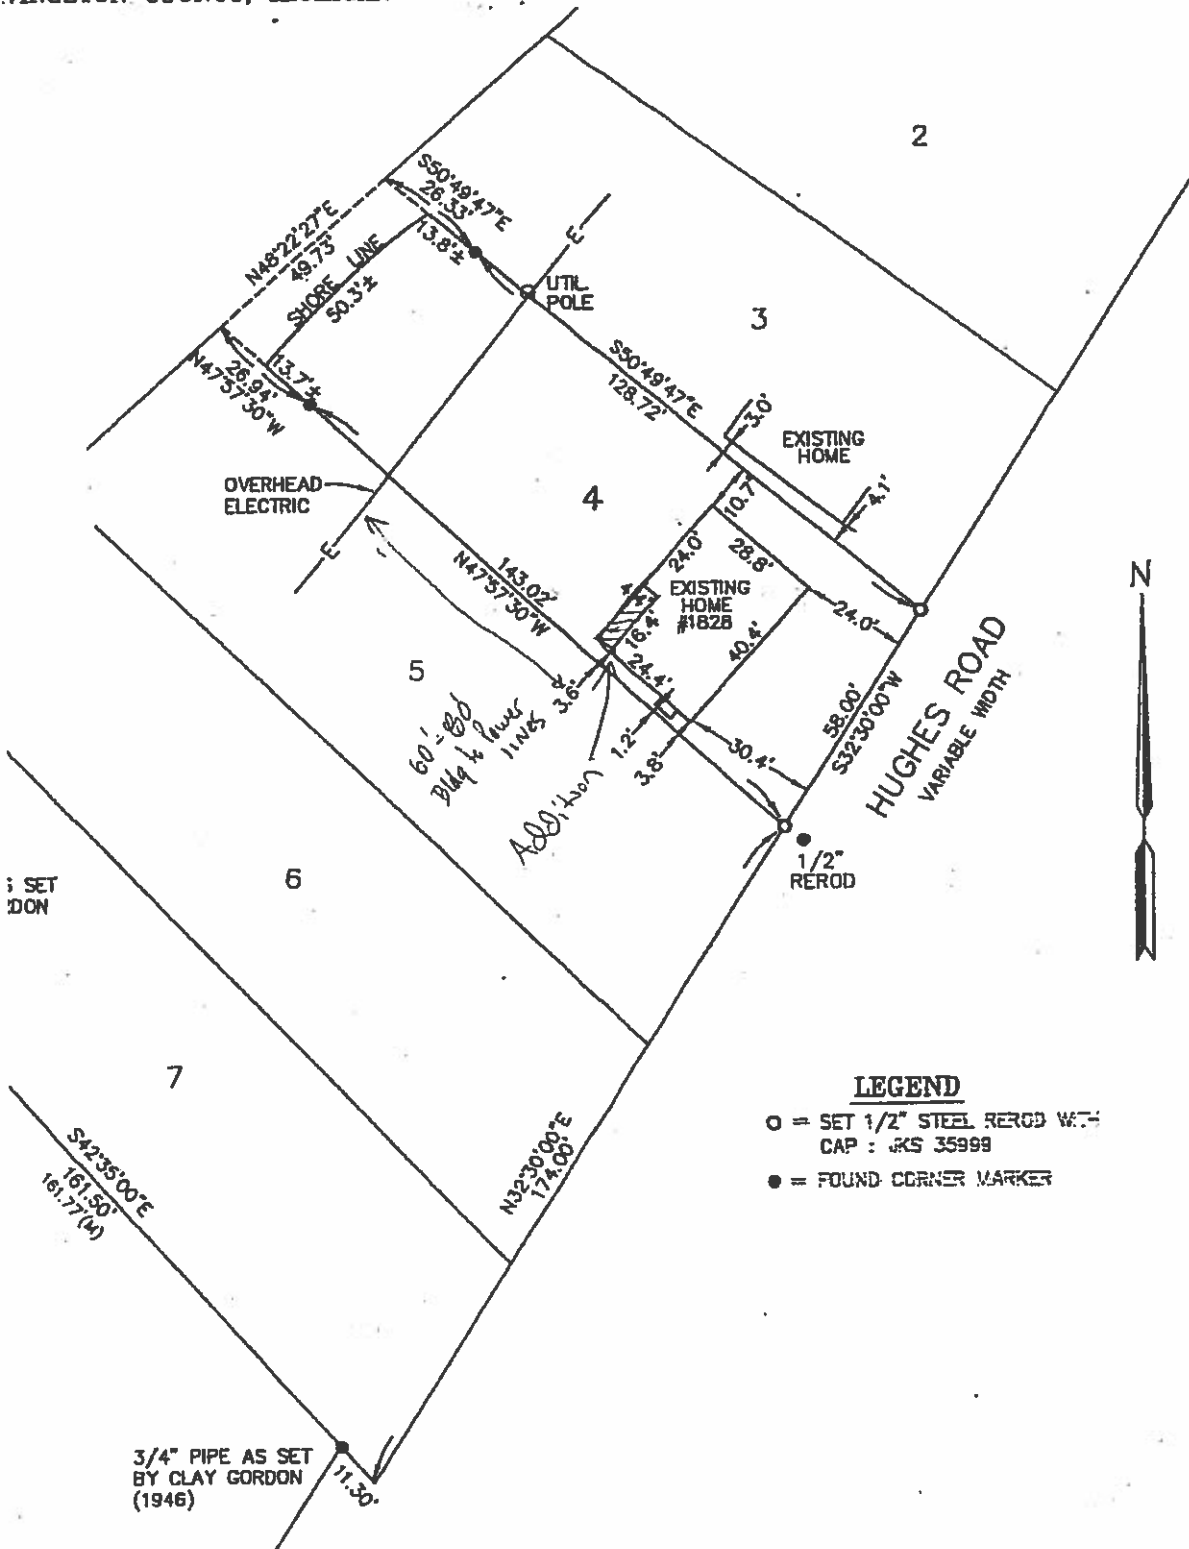 2
S50°49'47"E
26.33'
13.8'±
N48°22'27"E
49.73'
SHORE LINE
50.3'±
E
UTIL.
POLE
3
13.7'±
26.94'
N47°57'30"W
S50°49'47"E
128.72'
3.0'
EXISTING
HOME
4.1'
OVERHEAD
ELECTRIC
4
10.7'
E
143.02'
N47°57'30"W
24.0'
28.8'
EXISTING
HOME
#1828
16.4'
24.0'
40.4'
24.4'
N
5
3.6'
1.2'
3.8'
30.4'
58.00'
S32°30'00"W
HUGHES ROAD
VARIABLE WIDTH
Bldg to Power
lines
Addition
1/2"
REROD
6
SET
7
LEGEND
= SET 1/2" STEEL REROD
CAP : JKS 35999
= FOUND CORNER MARKER
S42°35'00"E
161.50'
161.77'(M)
N32°30'00"E
174.00'
3/4" PIPE AS SET
BY CLAY GORDON
(1946)
11.30'